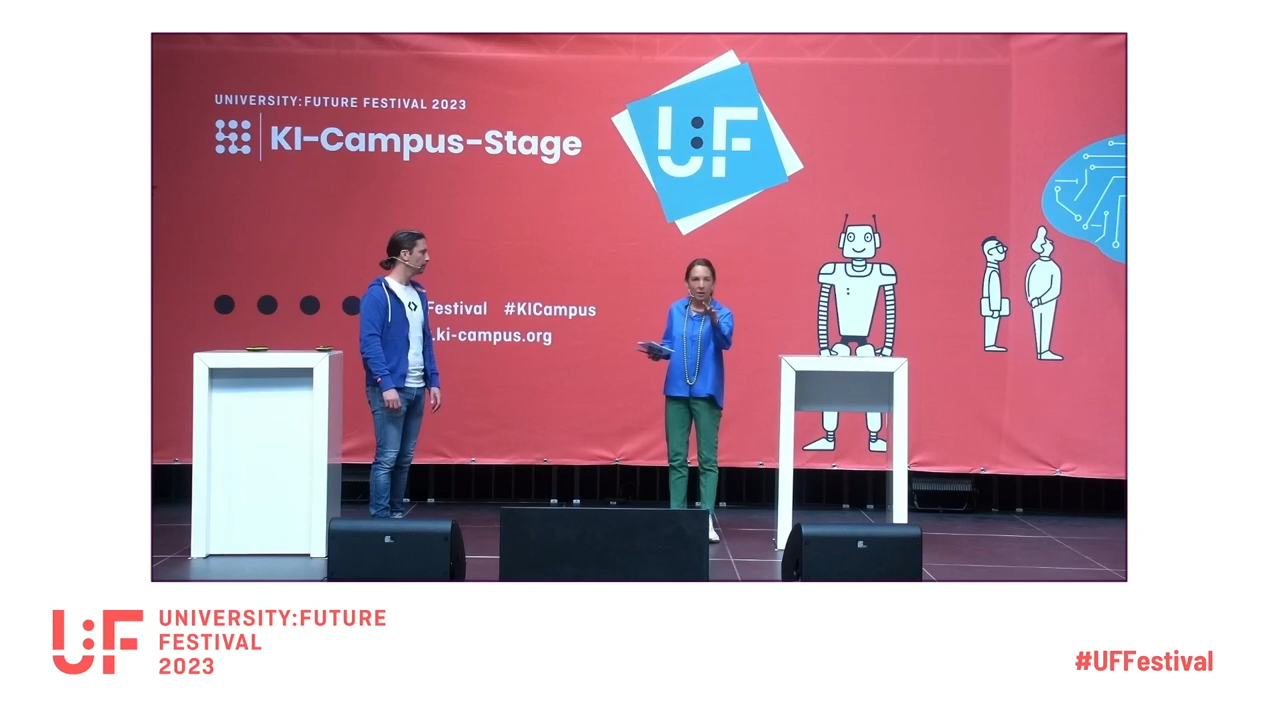 UNIVERSITY:FUTURE FESTIVAL 2023
KI-Campus-Stage
U:F
Festival #KICampus
.ki-campus.org
U:F
UNIVERSITY:FUTURE
FESTIVAL
2023
#UFFestival